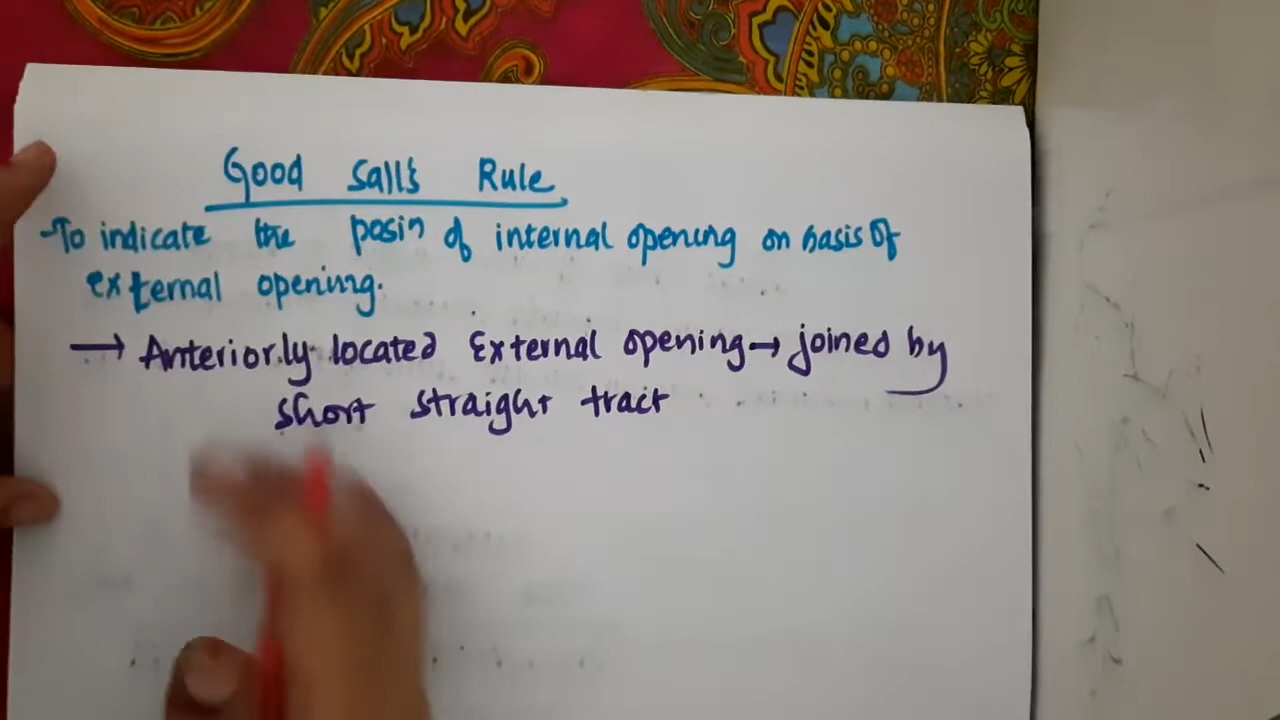 Good Sall's Rule
-To indicate the posin of internal opening on basis of
external opening.
→ Anteriorly located External opening → joined by
short straight tract